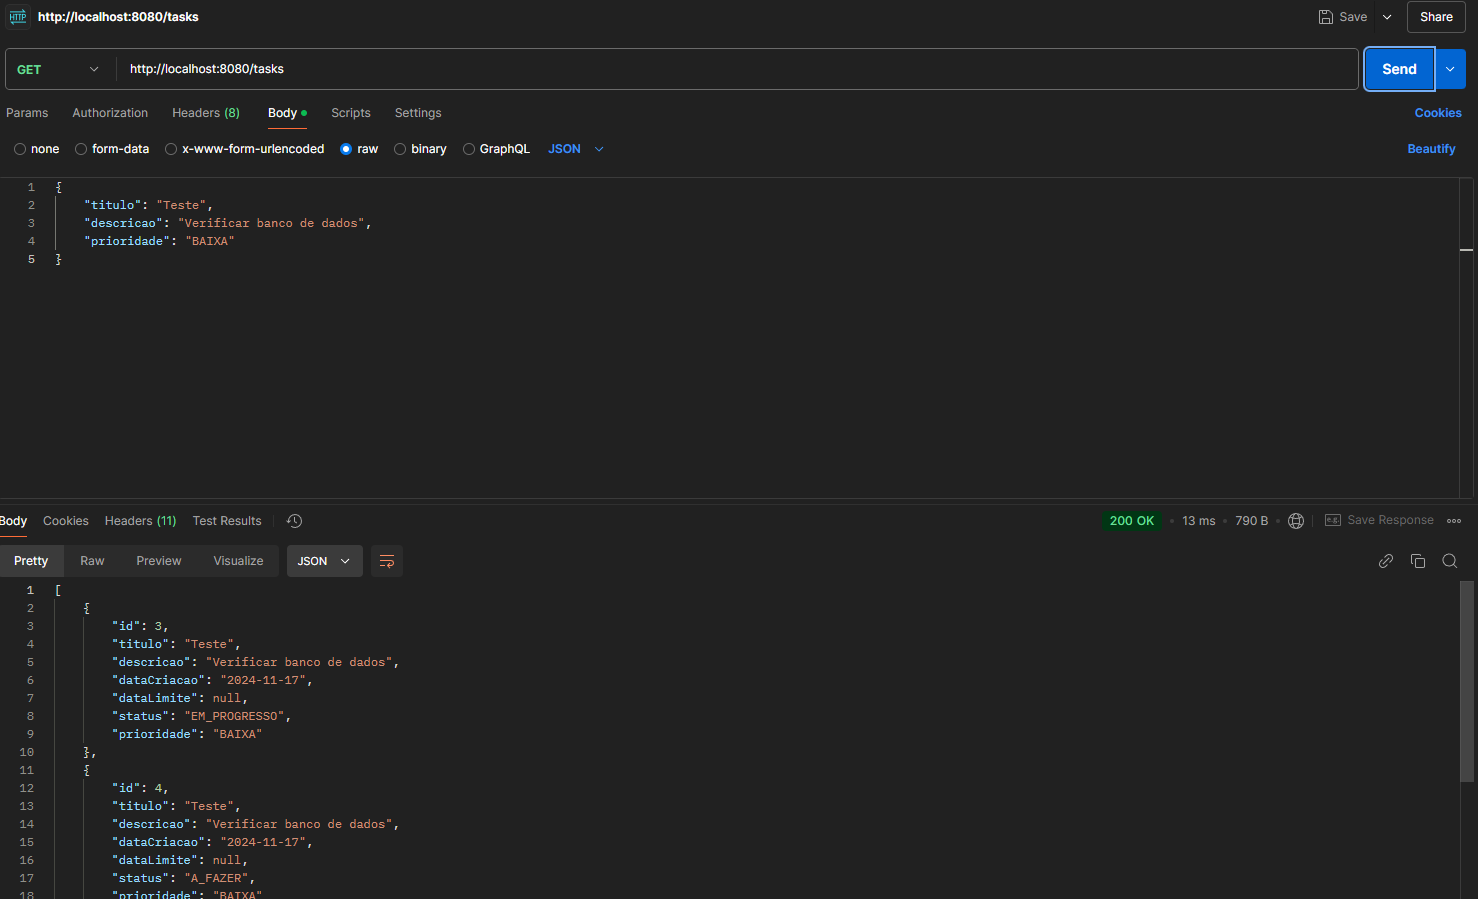 HTTP http://localhost:8080/tasks Save Share
GET http://localhost:8080/tasks Send
Params Authorization Headers (8) Body Scripts Settings Cookies
none form-data x-www-form-urlencoded raw binary GraphQL JSON Beautify
1 {
2 "titulo": "Teste",
3 "descricao": "Verificar banco de dados",
4 "prioridade": "BAIXA"
5 }
Body Cookies Headers (11) Test Results 200 OK 13 ms 790 B e.g. Save Response
Pretty Raw Preview Visualize JSON
1 [
2 {
3 "id": 3,
4 "titulo": "Teste",
5 "descricao": "Verificar banco de dados",
6 "dataCriacao": "2024-11-17",
7 "dataLimite": null,
8 "status": "EM_PROGRESSO",
9 "prioridade": "BAIXA"
10 },
11 {
12 "id": 4,
13 "titulo": "Teste",
14 "descricao": "Verificar banco de dados",
15 "dataCriacao": "2024-11-17",
16 "dataLimite": null,
17 "status": "A_FAZER",
18 "prioridade": "BAIXA"